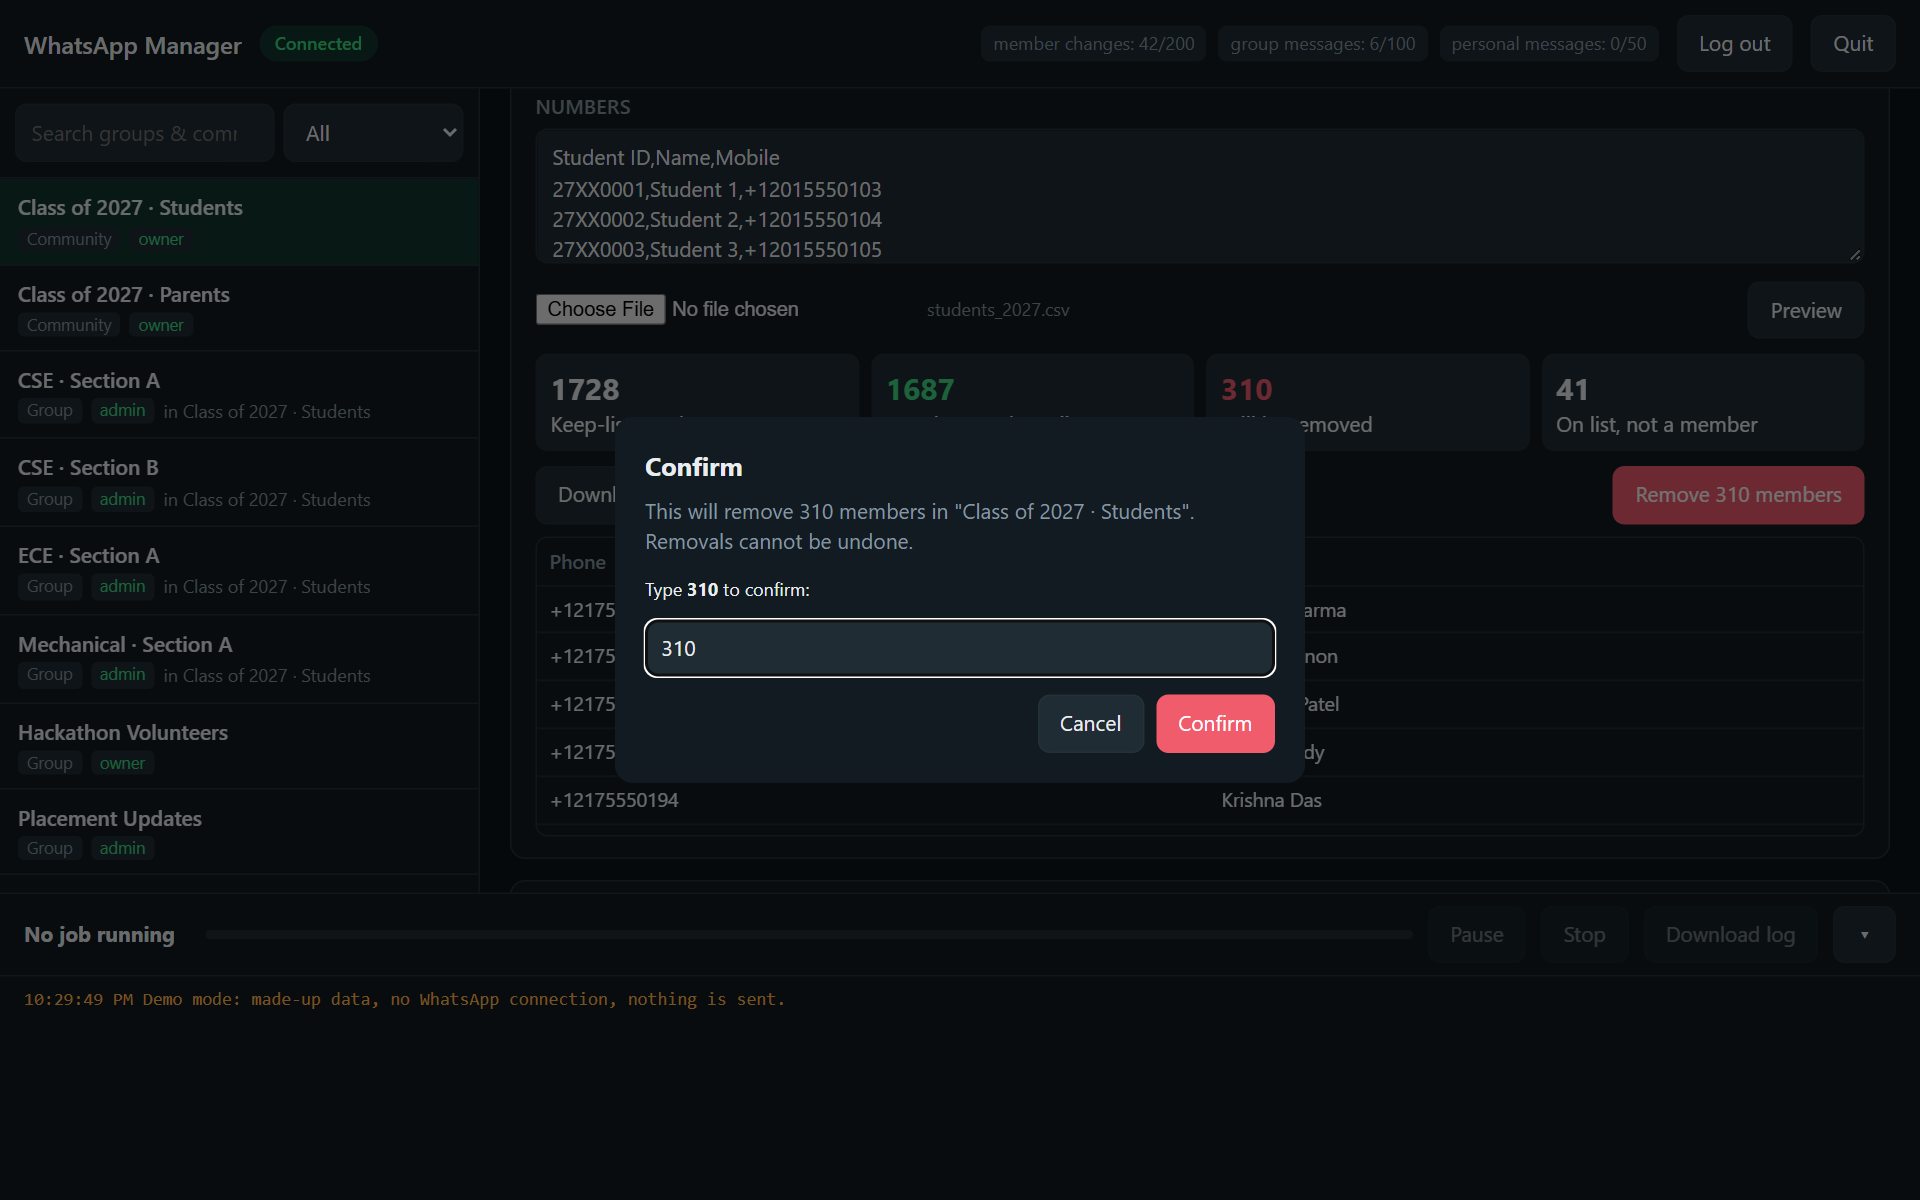 WhatsApp Manager Connected member changes: 42/200 group messages: 6/100 personal messages: 0/50 Log out Quit
Search groups & comm All
Class of 2027 · Students
Community owner
Class of 2027 · Parents
Community owner
CSE · Section A
Group admin in Class of 2027 · Students
CSE · Section B
Group admin in Class of 2027 · Students
ECE · Section A
Group admin in Class of 2027 · Students
Mechanical · Section A
Group admin in Class of 2027 · Students
Hackathon Volunteers
Group owner
Placement Updates
Group admin
NUMBERS
Student ID,Name,Mobile
27XX0001,Student 1,+12015550103
27XX0002,Student 2,+12015550104
27XX0003,Student 3,+12015550105
Choose File No file chosen students_2027.csv Preview
1728 1687 310 41
On list, not a member
Remove 310 members
Phone
+12175550194 Krishna Das
Confirm
This will remove 310 members in "Class of 2027 · Students".
Removals cannot be undone.
Type 310 to confirm:
310
Cancel Confirm
No job running Pause Stop Download log
10:29:49 PM Demo mode: made-up data, no WhatsApp connection, nothing is sent.